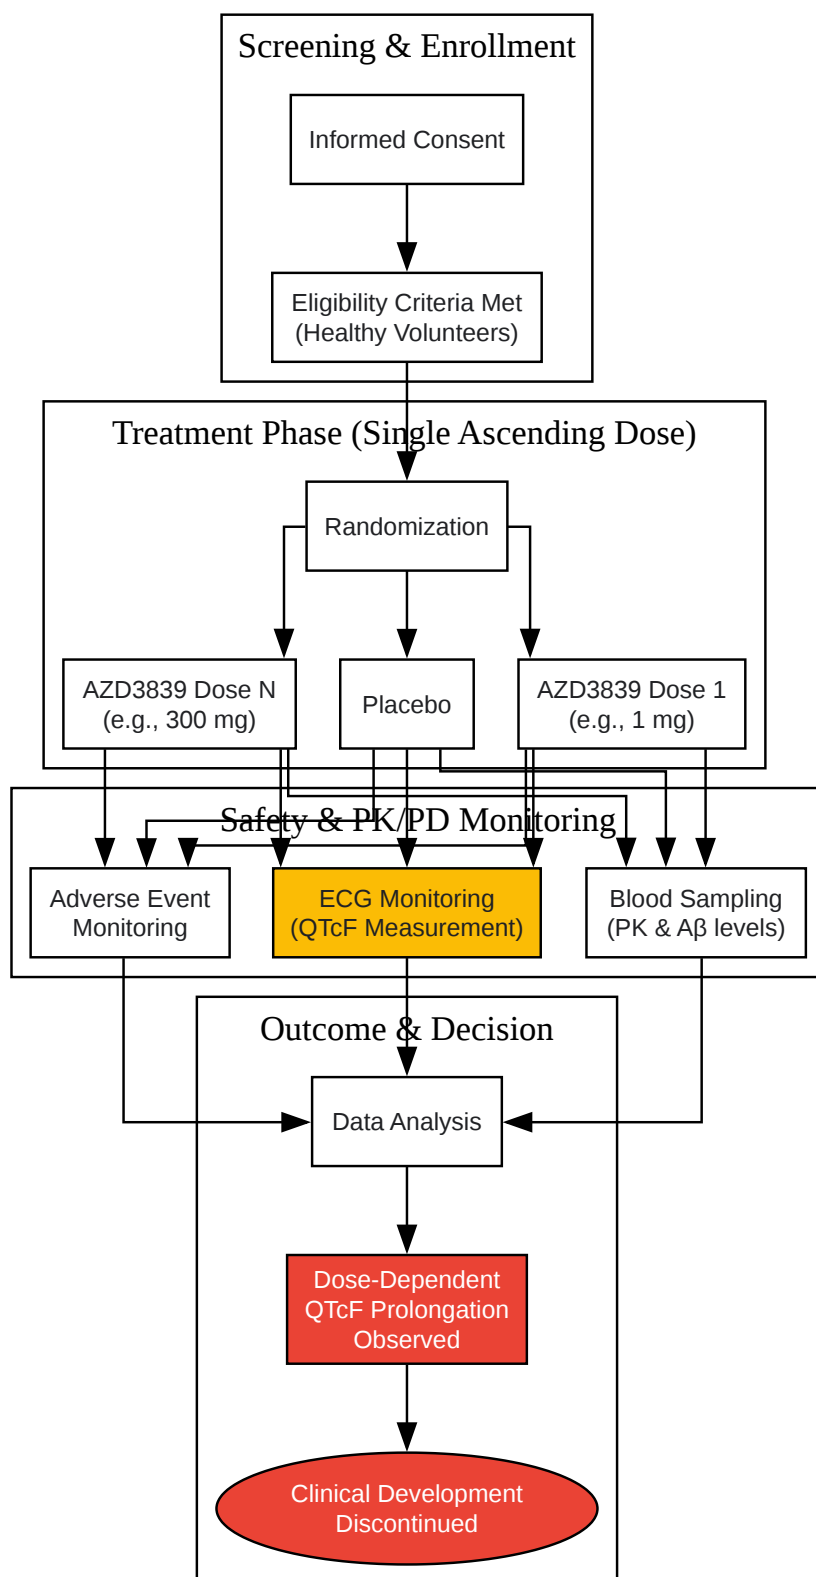 Screening & Enrollment
Informed Consent
Eligibility Criteria Met
(Healthy Volunteers)
Treatment Phase (Single Ascending Dose)
Randomization
AZD3839 Dose N
(e.g., 300 mg)
Placebo
AZD3839 Dose 1
(e.g., 1 mg)
Safety & PK/PD Monitoring
Adverse Event
Monitoring
ECG Monitoring
(QTcF Measurement)
Blood Sampling
(PK & Aβ levels)
Outcome & Decision
Data Analysis
Dose-Dependent
QTcF Prolongation
Observed
Clinical Development
Discontinued